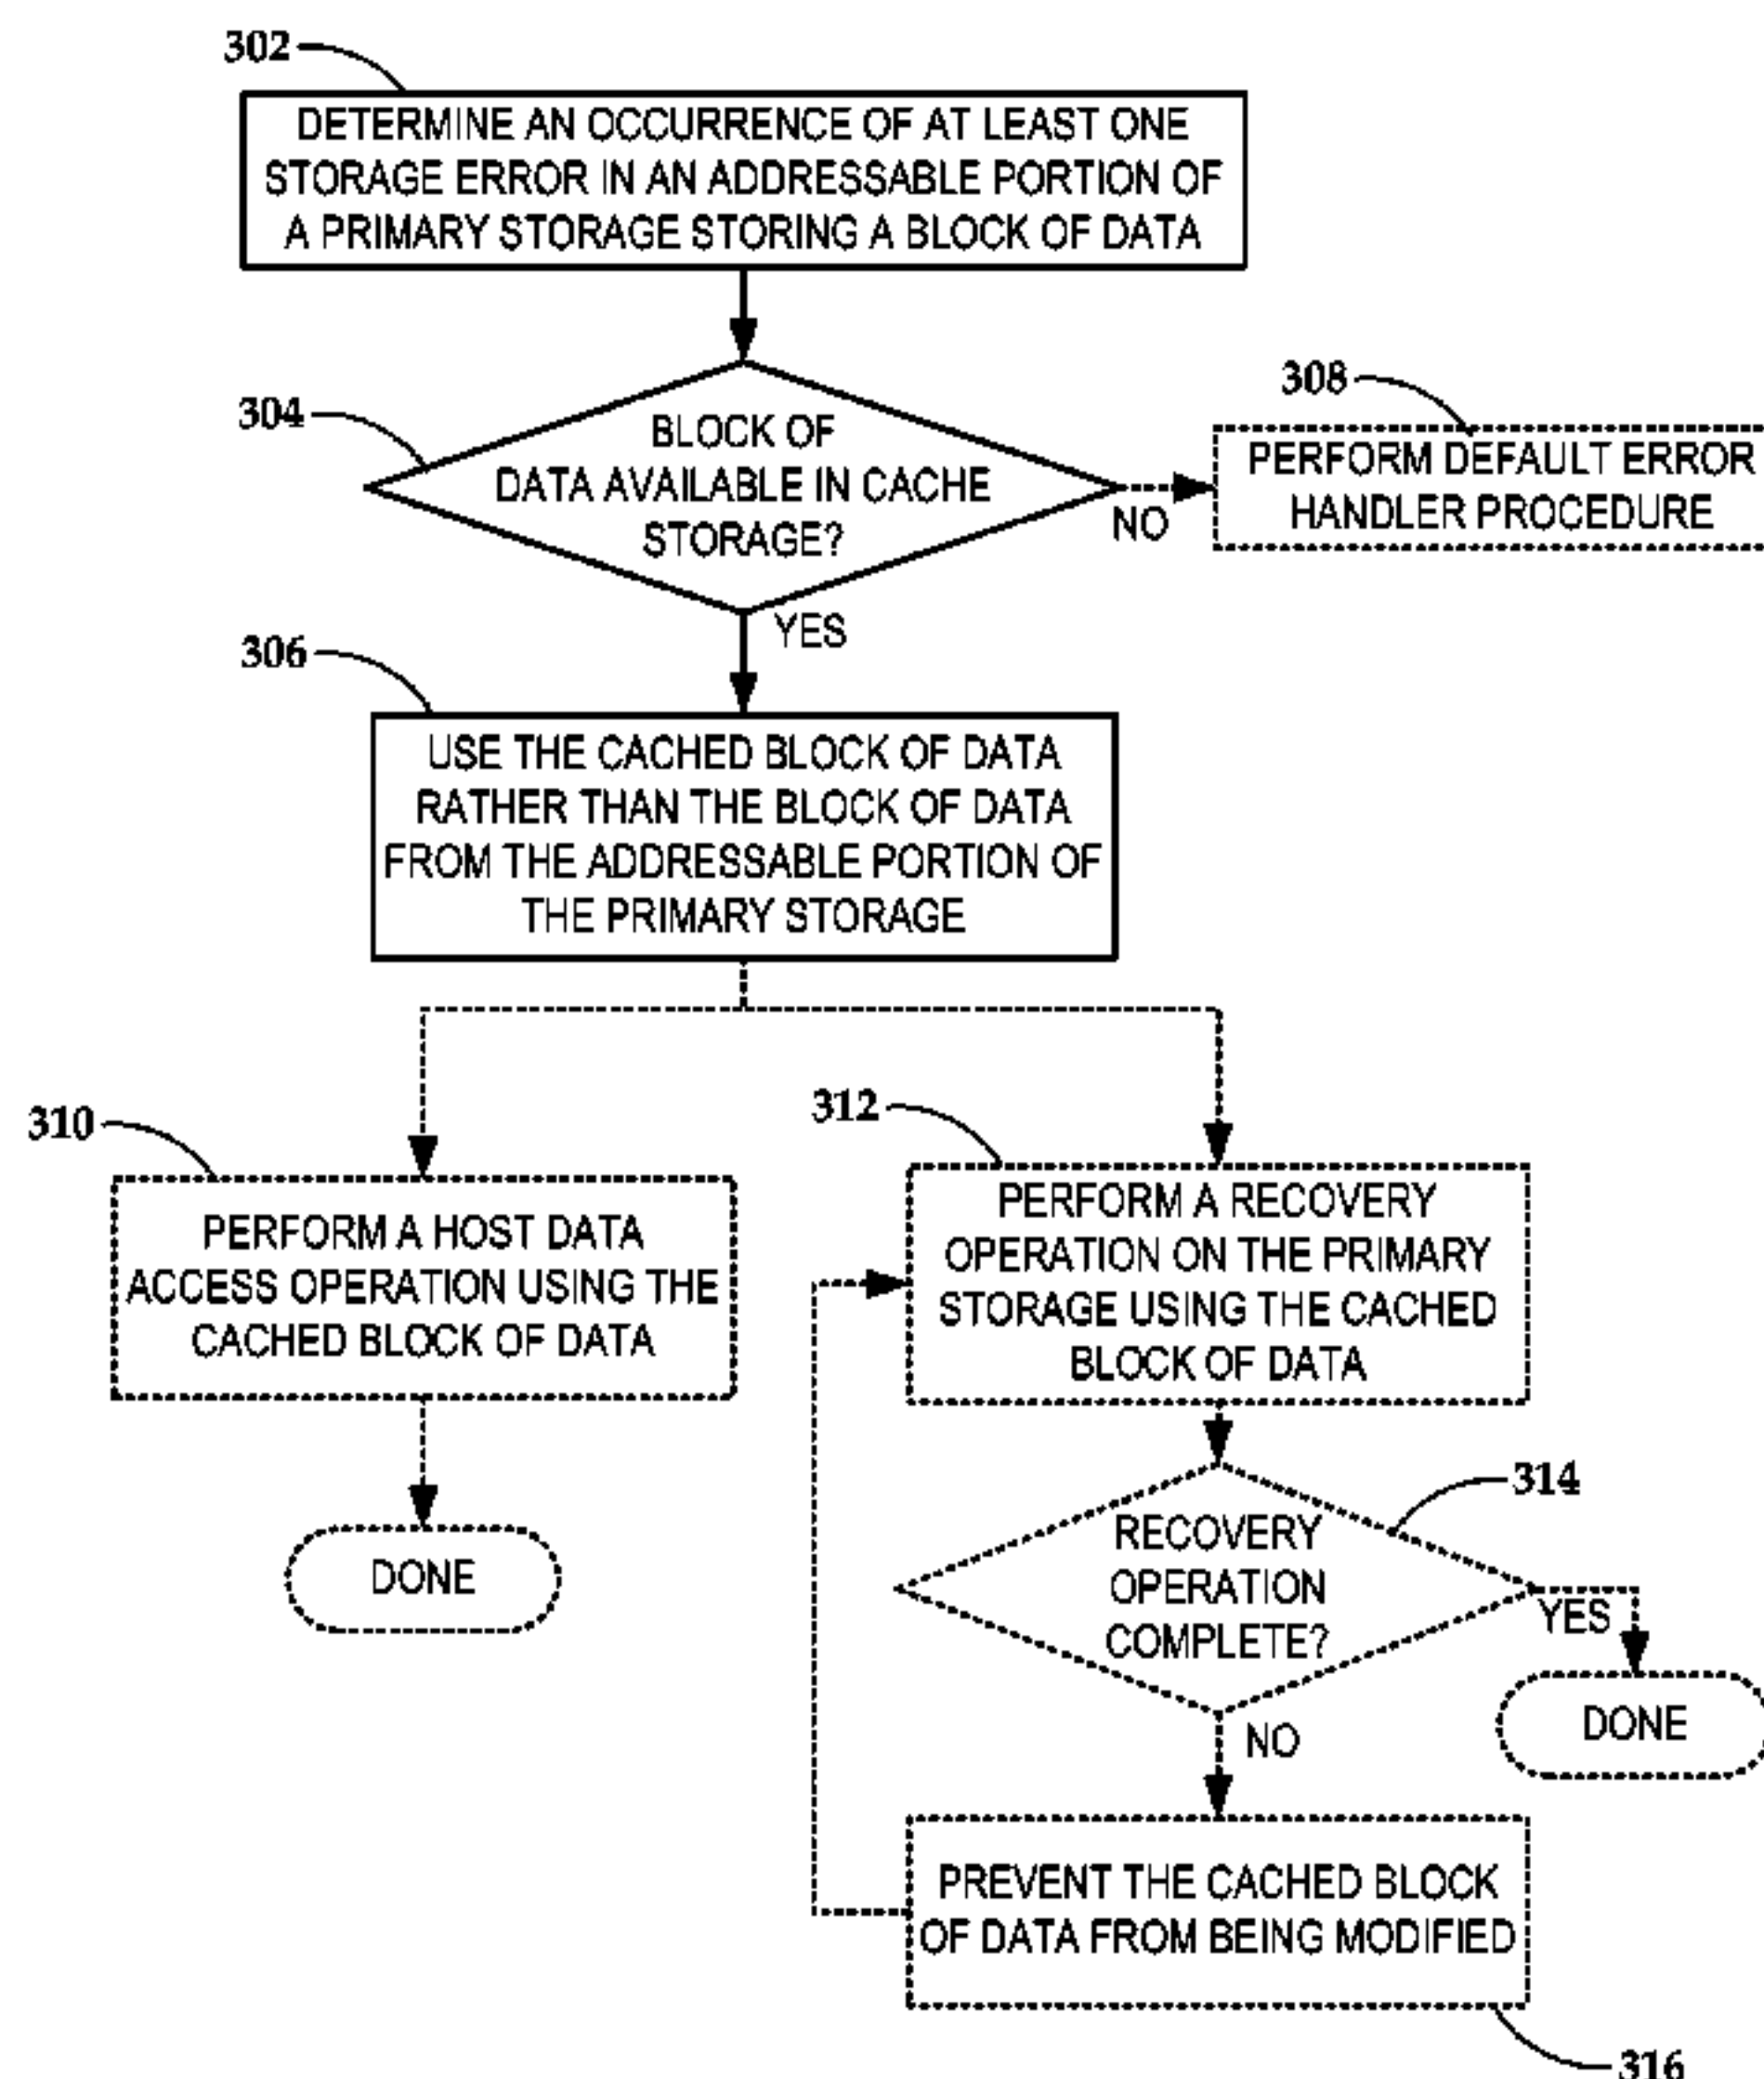 302
DETERMINE AN OCCURRENCE OF AT LEAST ONE
STORAGE ERROR IN AN ADDRESSABLE PORTION OF
A PRIMARY STORAGE STORING A BLOCK OF DATA
304
BLOCK OF
DATA AVAILABLE IN CACHE
STORAGE?
NO
308
PERFORM DEFAULT ERROR
HANDLER PROCEDURE
YES
306
USE THE CACHED BLOCK OF DATA
RATHER THAN THE BLOCK OF DATA
FROM THE ADDRESSABLE PORTION OF
THE PRIMARY STORAGE
310
PERFORM A HOST DATA
ACCESS OPERATION USING THE
CACHED BLOCK OF DATA
DONE
312
PERFORM A RECOVERY
OPERATION ON THE PRIMARY
STORAGE USING THE CACHED
BLOCK OF DATA
314
RECOVERY
OPERATION
COMPLETE?
YES
DONE
NO
PREVENT THE CACHED BLOCK
OF DATA FROM BEING MODIFIED
316